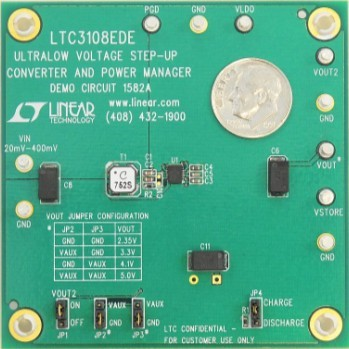 PGD GND VLDO
LTC3108EDE
ULTRALOW VOLTAGE STEP-UP
CONVERTER AND POWER MANAGER
DEMO CIRCUIT 1582A
LINEAR
TECHNOLOGY
www.linear.com
(408) 432-1900
VOUT2
GND
VIN
20mV-400mV
T1
U1
C6
C8
752S
R2
VOUT*
VSTORE
GND
GND
VOUT JUMPER CONFIGURATION
JP2 JP3 VOUT
GND GND 2.35V
VAUX GND 3.3V
GND VAUX 4.1V
VAUX VAUX 5.0V
C11
VOUT2
ON
OFF
JP1
VAUX
GND
JP2*
VAUX
GND
JP3*
JP4
CHARGE
R1
DISCHARGE
LTC CONFIDENTIAL -
FOR CUSTOMER USE ONLY